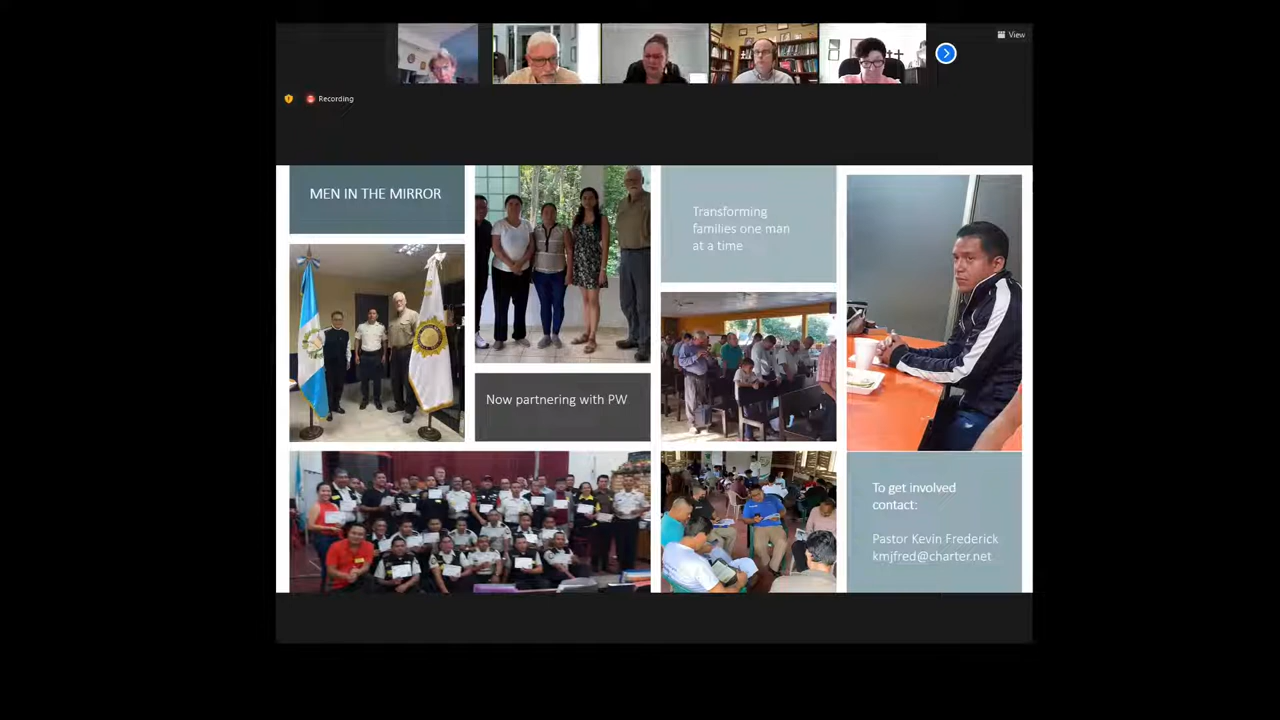 View
Recording
MEN IN THE MIRROR
Transforming
families one man
at a time
Now partnering with PW
To get involved
contact:
Pastor Kevin Frederick
kmjfred@charter.net